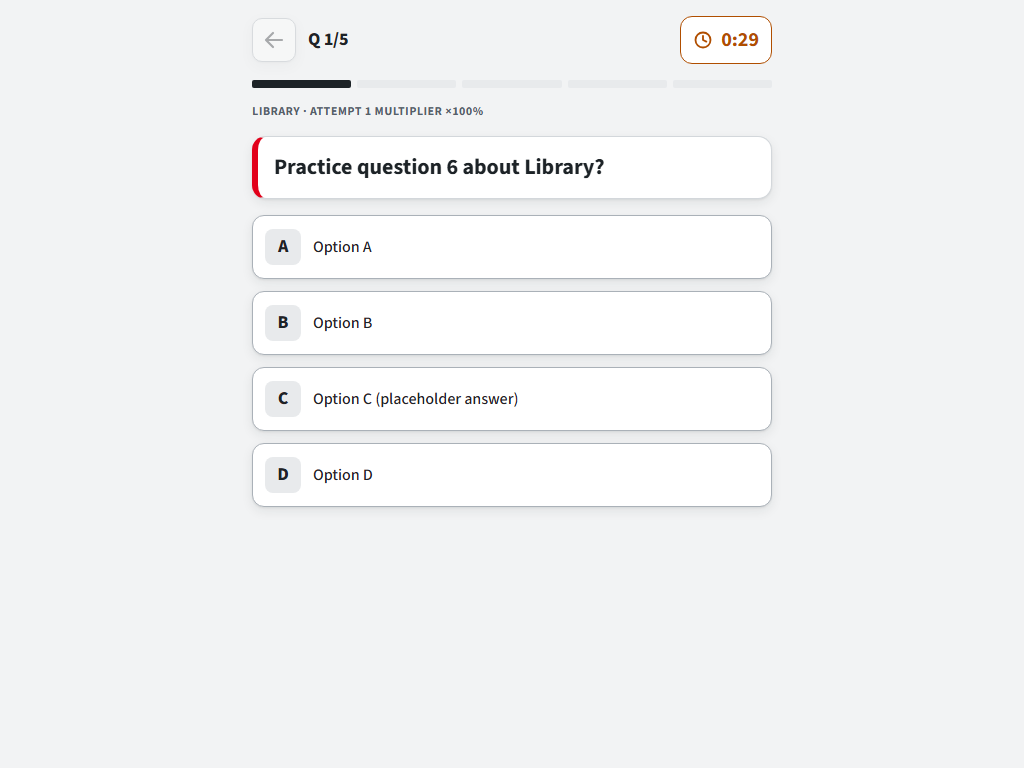 Q 1/5
0:29
LIBRARY · ATTEMPT 1 MULTIPLIER ×100%
Practice question 6 about Library?
A Option A
B Option B
C Option C (placeholder answer)
D Option D